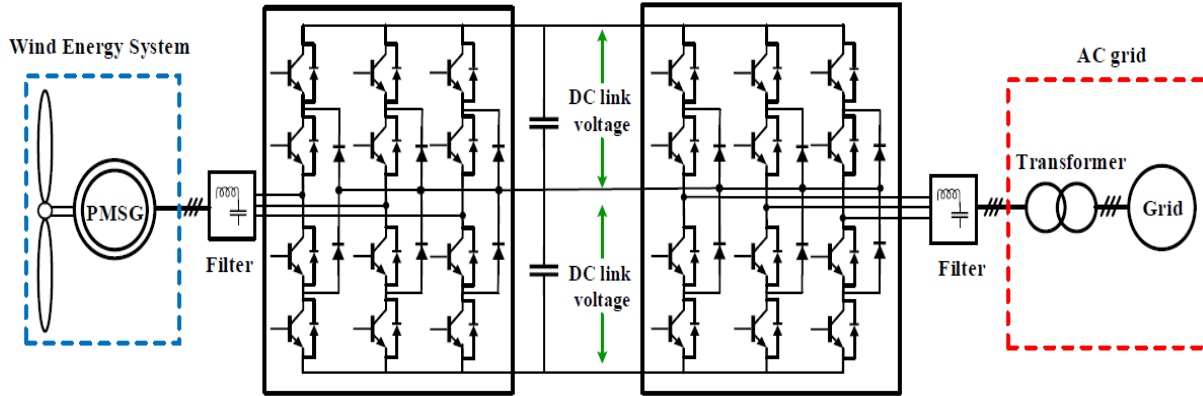 Wind Energy System
PMSG
Filter
DC link
voltage
DC link
voltage
AC grid
Transformer
Grid
Filter